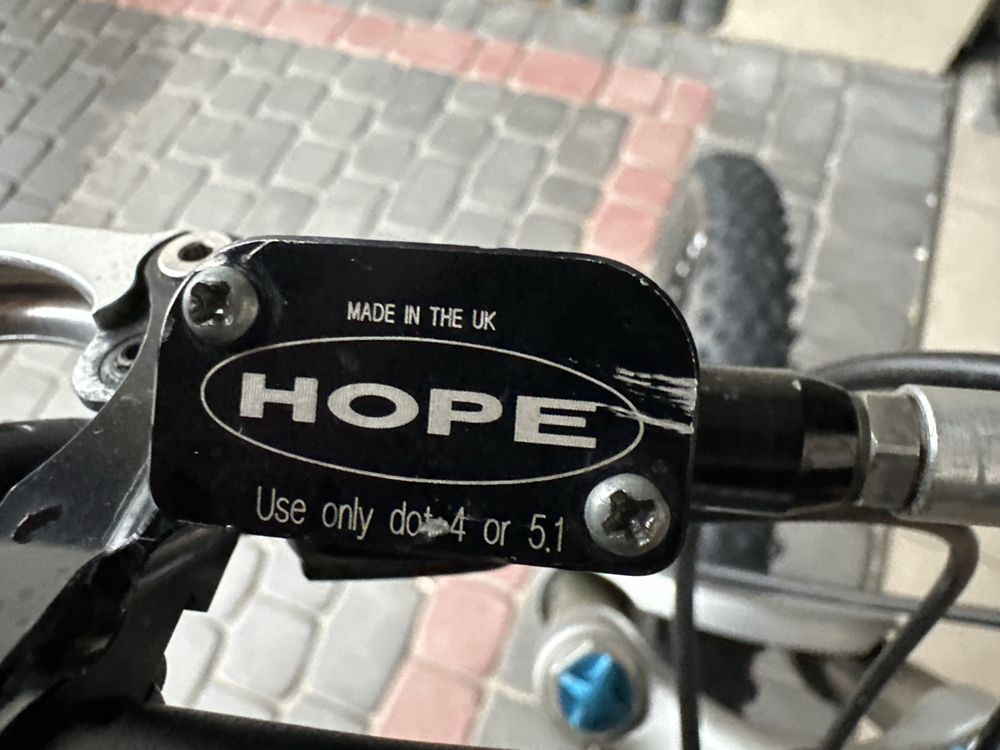 MADE IN THE UK
HOPE
Use only dot 4 or 5.1